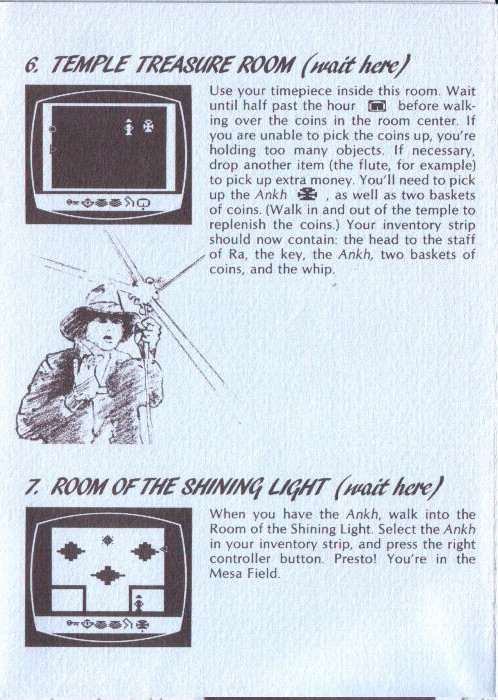 6. TEMPLE TREASURE ROOM (wait here)
Use your timepiece inside this room. Wait
until half past the hour before walk-
ing over the coins in the room center. If
you are unable to pick the coins up, you're
holding too many objects. If necessary,
drop another item (the flute, for example)
to pick up extra money. You'll need to pick
up the Ankh , as well as two baskets
of coins. (Walk in and out of the temple to
replenish the coins.) Your inventory strip
should now contain: the head to the staff
of Ra, the key, the Ankh, two baskets of
coins, and the whip.
7. ROOM OF THE SHINING LIGHT (wait here)
When you have the Ankh, walk into the
Room of the Shining Light. Select the Ankh
in your inventory strip, and press the right
controller button. Presto! You're in the
Mesa Field.